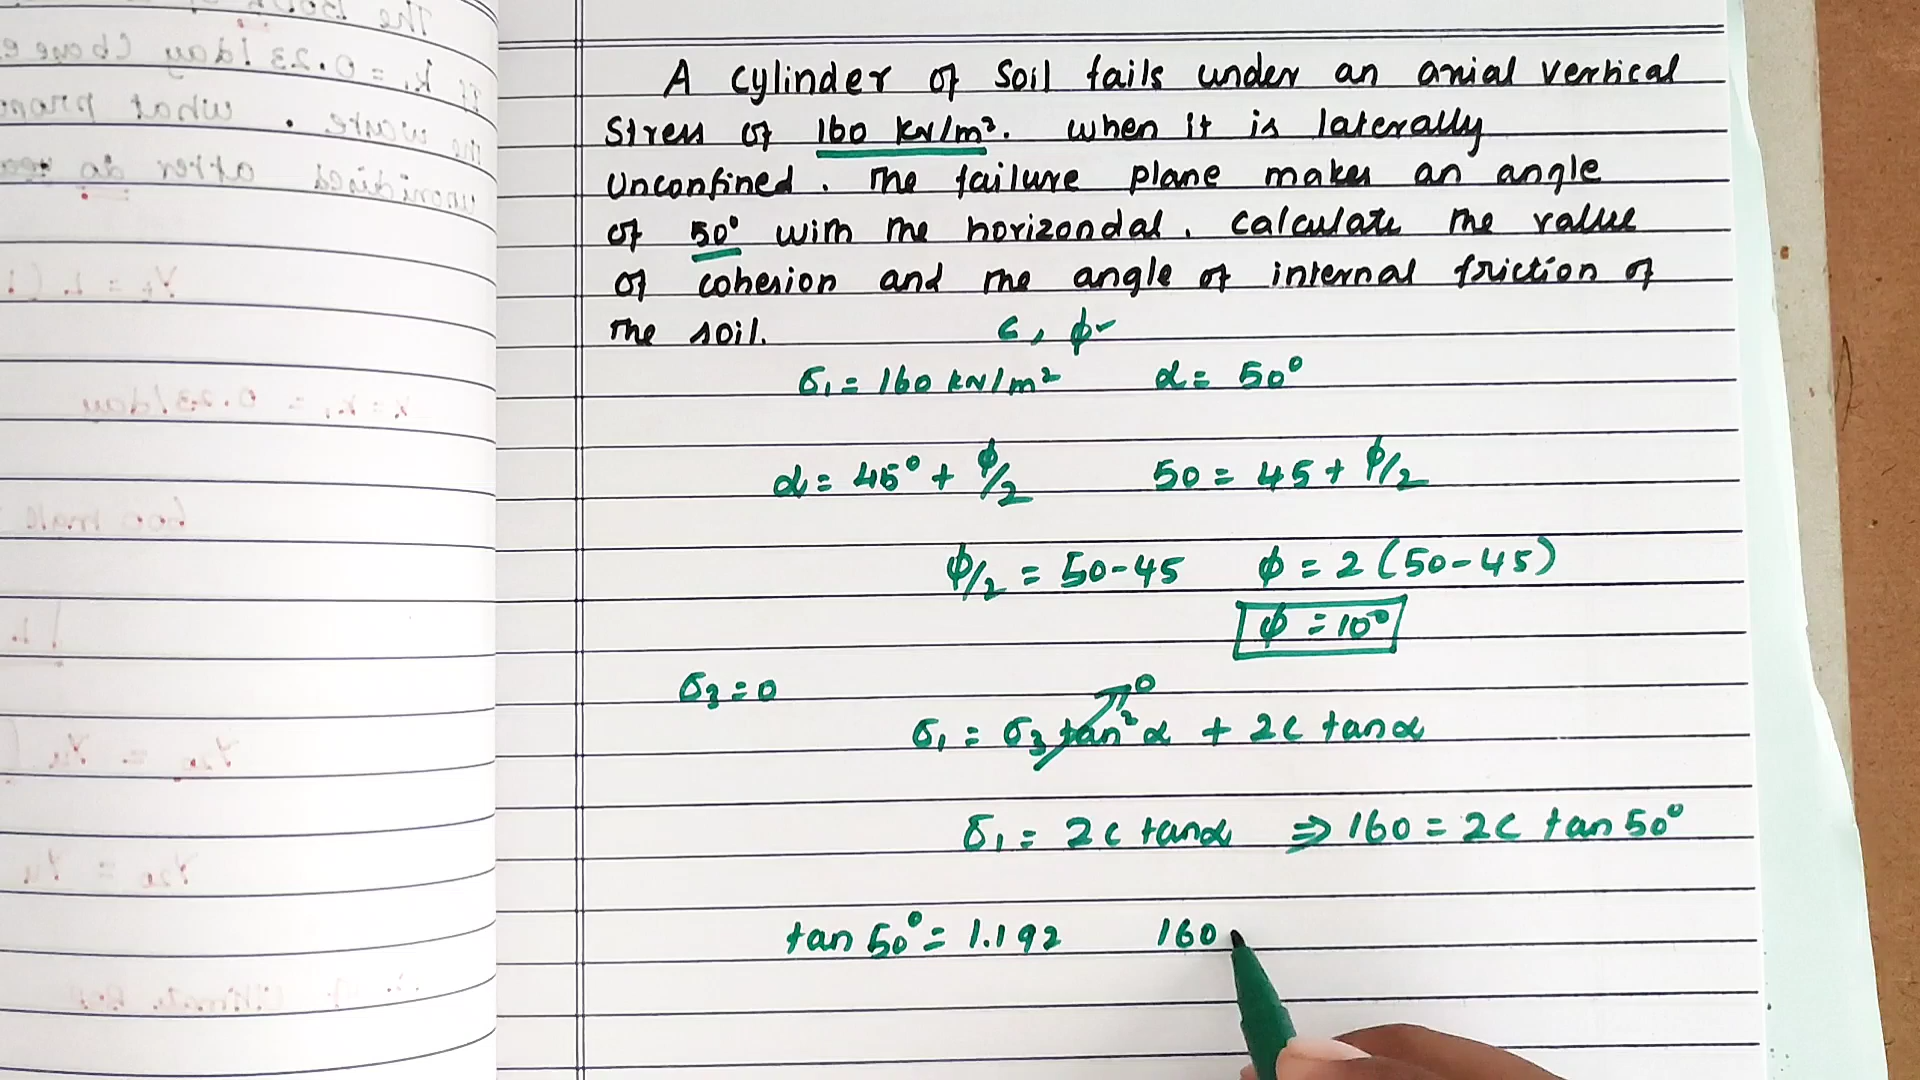 A cylinder of soil fails under an axial vertical
stress of 160 kN/m². when it is laterally
unconfined. The failure plane makes an angle
of 50° with the horizondal. calculate the value
of cohesion and the angle of internal friction of
the soil. c, φ
σ₁ = 160 kN/m² α = 50°
α = 45° + φ/2 50 = 45 + φ/2
φ/2 = 50-45 φ = 2 (50-45)
φ = 10°
σ₃ = 0 0
σ₁ = σ₃ tan²α + 2c tanα
σ₁ = 2c tanα ⇒ 160 = 2c tan 50°
tan 50° = 1.192 160